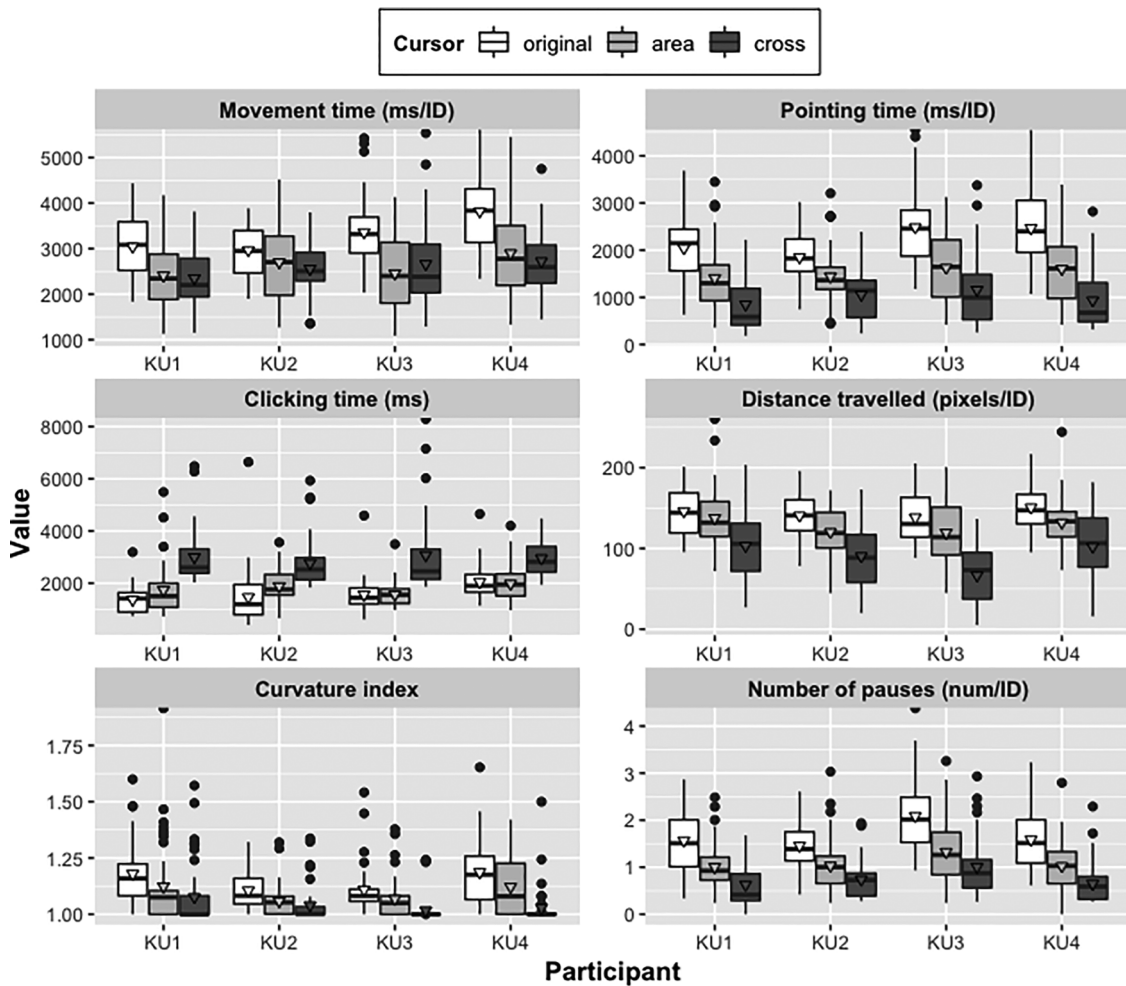 Cursor original area cross
Movement time (ms/ID)
5000
4000
3000
2000
1000
KU1 KU2 KU3 KU4
Pointing time (ms/ID)
4000
3000
2000
1000
0
KU1 KU2 KU3 KU4
Clicking time (ms)
8000
6000
4000
2000
KU1 KU2 KU3 KU4
Distance travelled (pixels/ID)
200
100
0
KU1 KU2 KU3 KU4
Curvature index
1.75
1.50
1.25
1.00
KU1 KU2 KU3 KU4
Number of pauses (num/ID)
4
3
2
1
0
KU1 KU2 KU3 KU4
Value
Participant